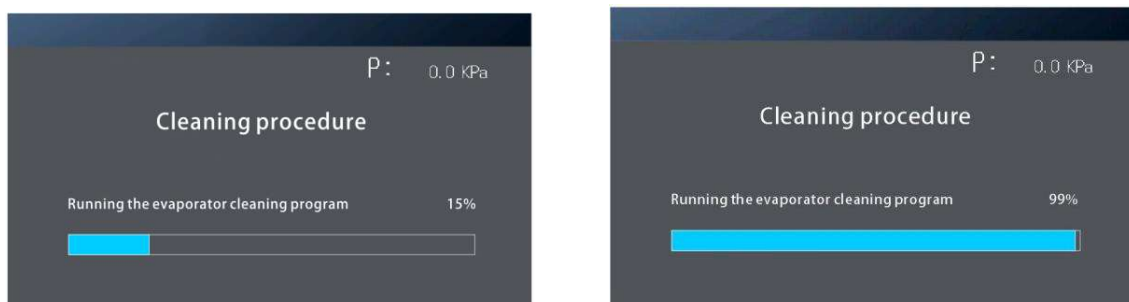 P: 0.0 KPa
Cleaning procedure
Running the evaporator cleaning program 15%
P: 0.0 KPa
Cleaning procedure
Running the evaporator cleaning program 99%